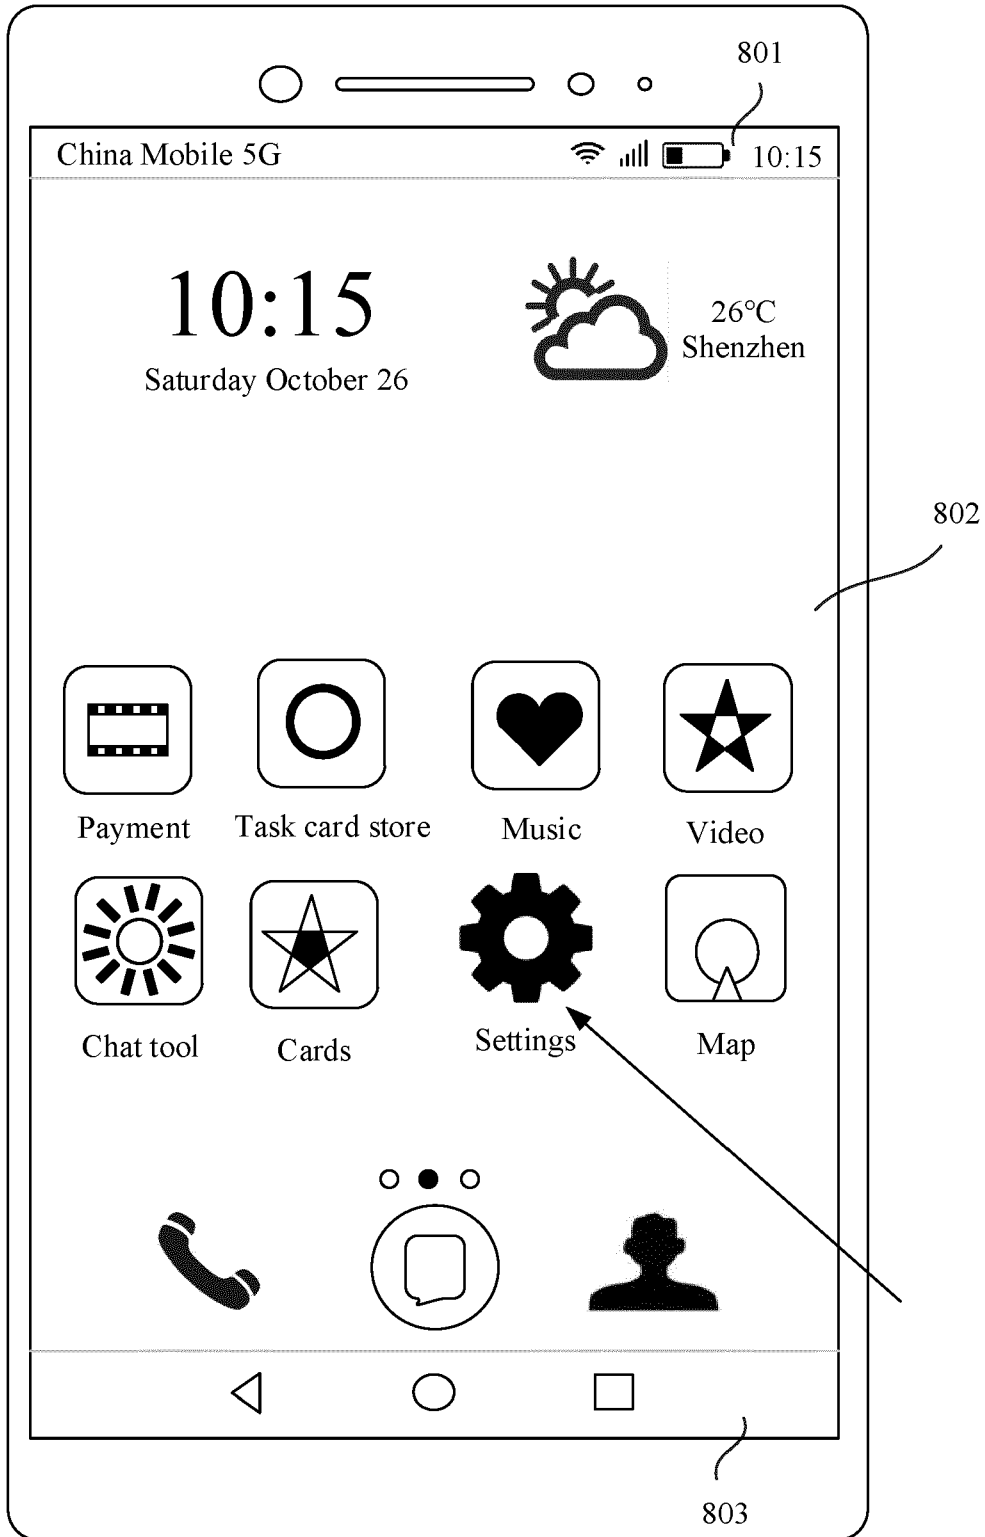 801
China Mobile 5G 10:15
10:15
Saturday October 26
26°C
Shenzhen
802
Payment Task card store Music Video
Chat tool Cards Settings Map
803